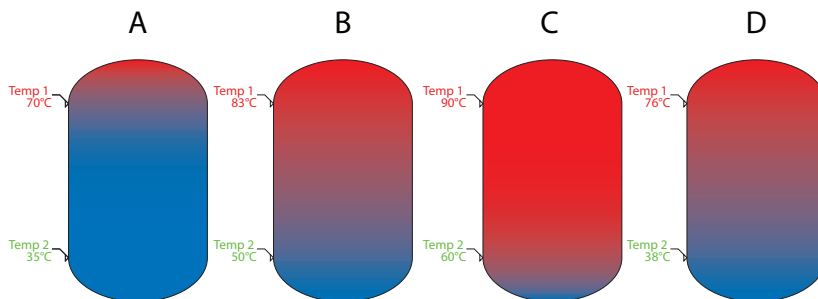 A
B
C
D
Temp 1
70°C
Temp 1
83°C
Temp 1
90°C
Temp 1
76°C
Temp 2
35°C
Temp 2
50°C
Temp 2
60°C
Temp 2
38°C